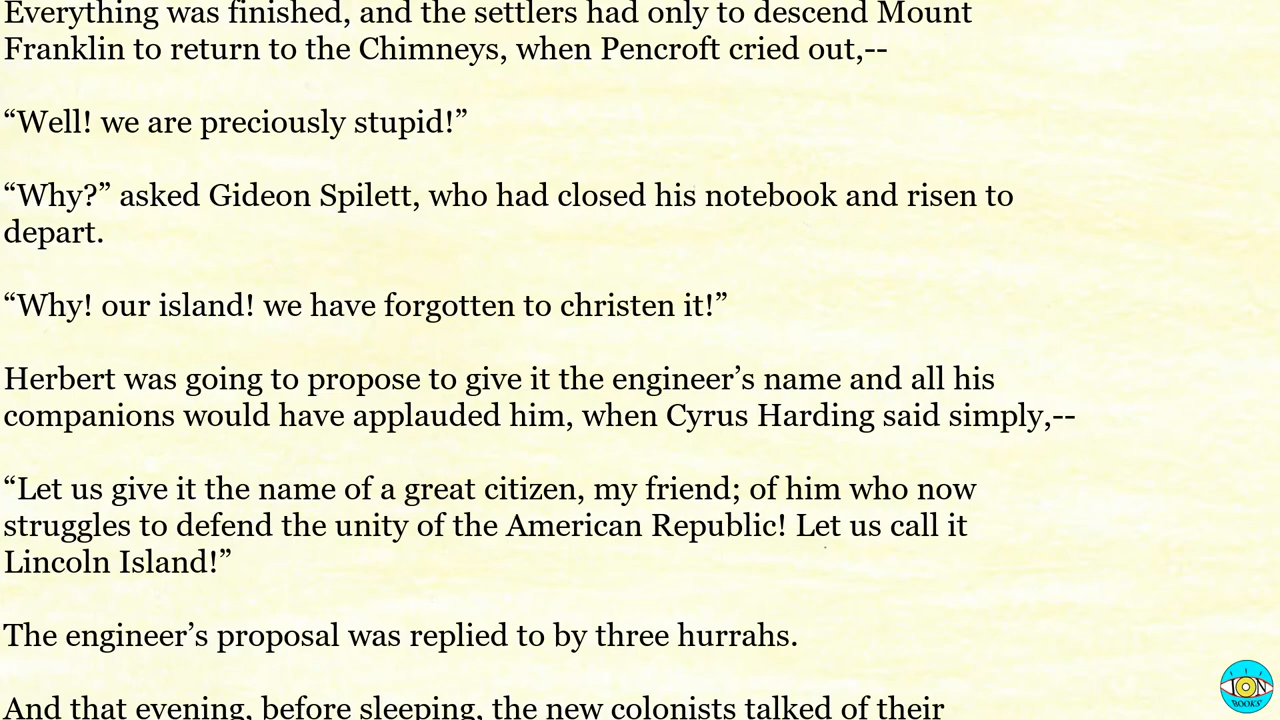 Everything was finished, and the settlers had only to descend Mount
Franklin to return to the Chimneys, when Pencroft cried out,--
“Well! we are preciously stupid!”
“Why?” asked Gideon Spilett, who had closed his notebook and risen to
depart.
“Why! our island! we have forgotten to christen it!”
Herbert was going to propose to give it the engineer’s name and all his
companions would have applauded him, when Cyrus Harding said simply,--
“Let us give it the name of a great citizen, my friend; of him who now
struggles to defend the unity of the American Republic! Let us call it
Lincoln Island!”
The engineer’s proposal was replied to by three hurrahs.
And that evening, before sleeping, the new colonists talked of their
ION
BOOKS